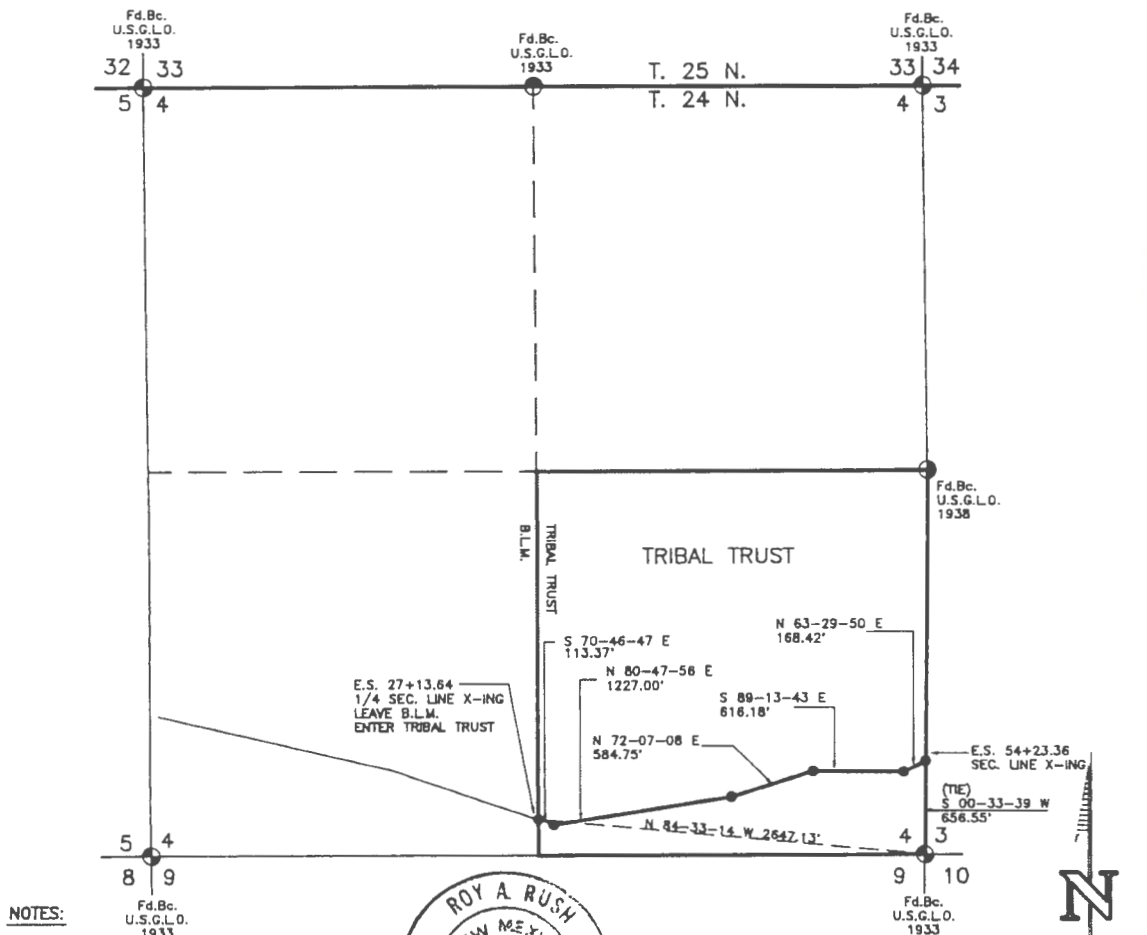 Fd.Bc.
U.S.G.L.O.
1933
Fd.Bc.
U.S.G.L.O.
1933
Fd.Bc.
U.S.G.L.O.
1933
32 33
T. 25 N.
33 34
5 4
T. 24 N.
4 3
Fd.Bc.
U.S.G.L.O.
1938
B.L.M.
TRIBAL TRUST
TRIBAL TRUST
N 63-29-50 E
168.42'
S 70-46-47 E
113.37'
N 80-47-56 E
1227.00'
E.S. 27+13.64
1/4 SEC. LINE X-ING
LEAVE B.L.M.
ENTER TRIBAL TRUST
S 89-13-43 E
616.18'
N 72-07-08 E
584.75'
E.S. 54+23.36
SEC. LINE X-ING
(TIE)
S 00-33-39 W
656.55'
N 84-33-14 W 2647.13'
5 4
4 3
8 9
9 10
N
NOTES:
Fd.Bc.
U.S.G.L.O.
1933
ROY A. RUSH
Fd.Bc.
U.S.G.L.O.
1933